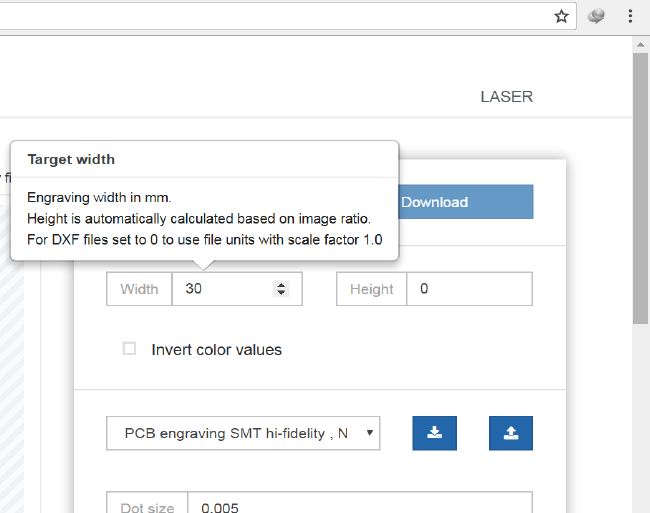 LASER
Target width
Engraving width in mm.
Height is automatically calculated based on image ratio.
For DXF files set to 0 to use file units with scale factor 1.0
Download
Width 30 Height 0
Invert color values
PCB engraving SMT hi-fidelity , N
Dot size 0.005